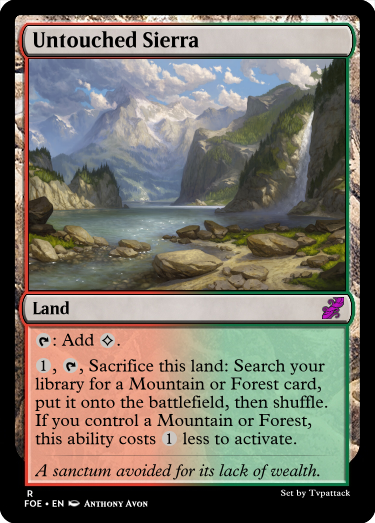 Untouched Sierra
Land
: Add .
1, , Sacrifice this land: Search your
library for a Mountain or Forest card,
put it onto the battlefield, then shuffle.
If you control a Mountain or Forest,
this ability costs 1 less to activate.
A sanctum avoided for its lack of wealth.
R
FOE • EN Anthony Avon
Set by Tvpattack